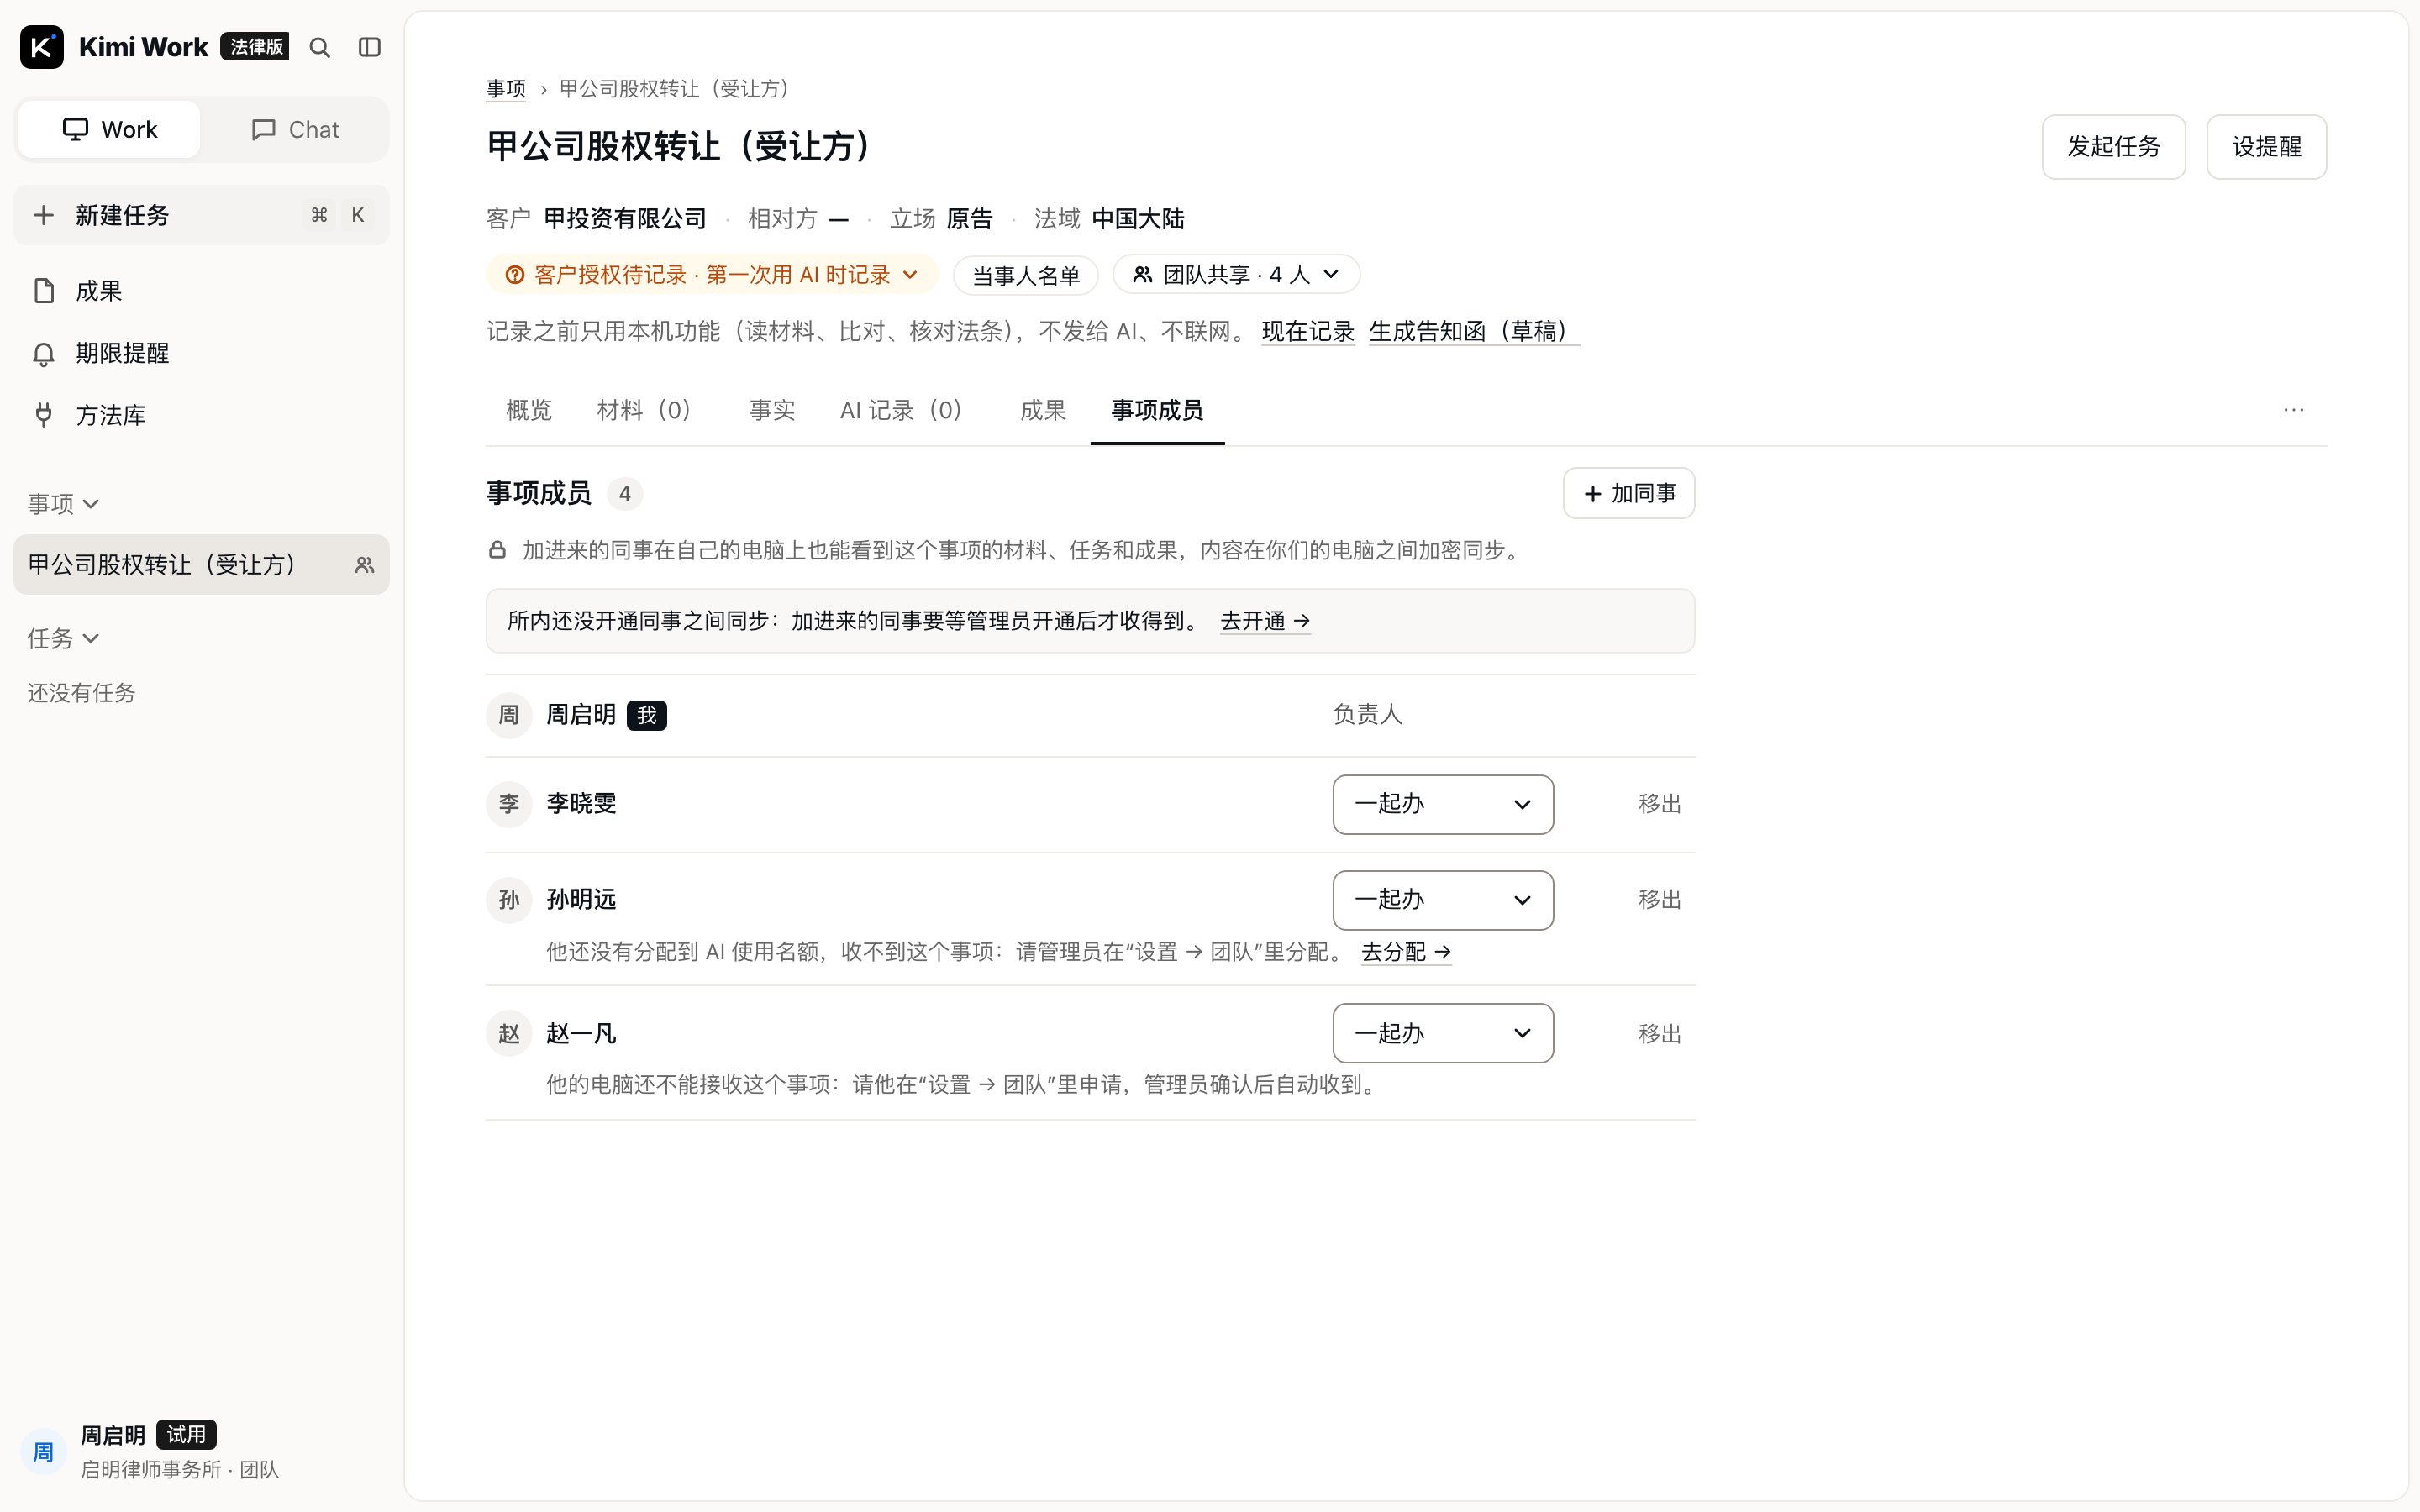 Kimi Work 法律版
Work Chat
新建任务 ⌘ K
成果
期限提醒
方法库
事项
甲公司股权转让（受让方）
任务
还没有任务
周 周启明 试用
启明律师事务所 · 团队
事项 › 甲公司股权转让（受让方）
甲公司股权转让（受让方）
发起任务 设提醒
客户 甲投资有限公司 · 相对方 — · 立场 原告 · 法域 中国大陆
客户授权待记录 · 第一次用 AI 时记录 当事人名单 团队共享 · 4 人
记录之前只用本机功能（读材料、比对、核对法条），不发给 AI、不联网。 现在记录 生成告知函（草稿）
概览 材料（0） 事实 AI 记录（0） 成果 事项成员 ···
事项成员 4 + 加同事
加进来的同事在自己的电脑上也能看到这个事项的材料、任务和成果，内容在你们的电脑之间加密同步。
所内还没开通同事之间同步：加进来的同事要等管理员开通后才收得到。 去开通 →
周 周启明 我 负责人
李 李晓雯 一起办 移出
孙 孙明远 一起办 移出
他还没有分配到 AI 使用名额，收不到这个事项：请管理员在“设置 → 团队”里分配。 去分配 →
赵 赵一凡 一起办 移出
他的电脑还不能接收这个事项：请他在“设置 → 团队”里申请，管理员确认后自动收到。